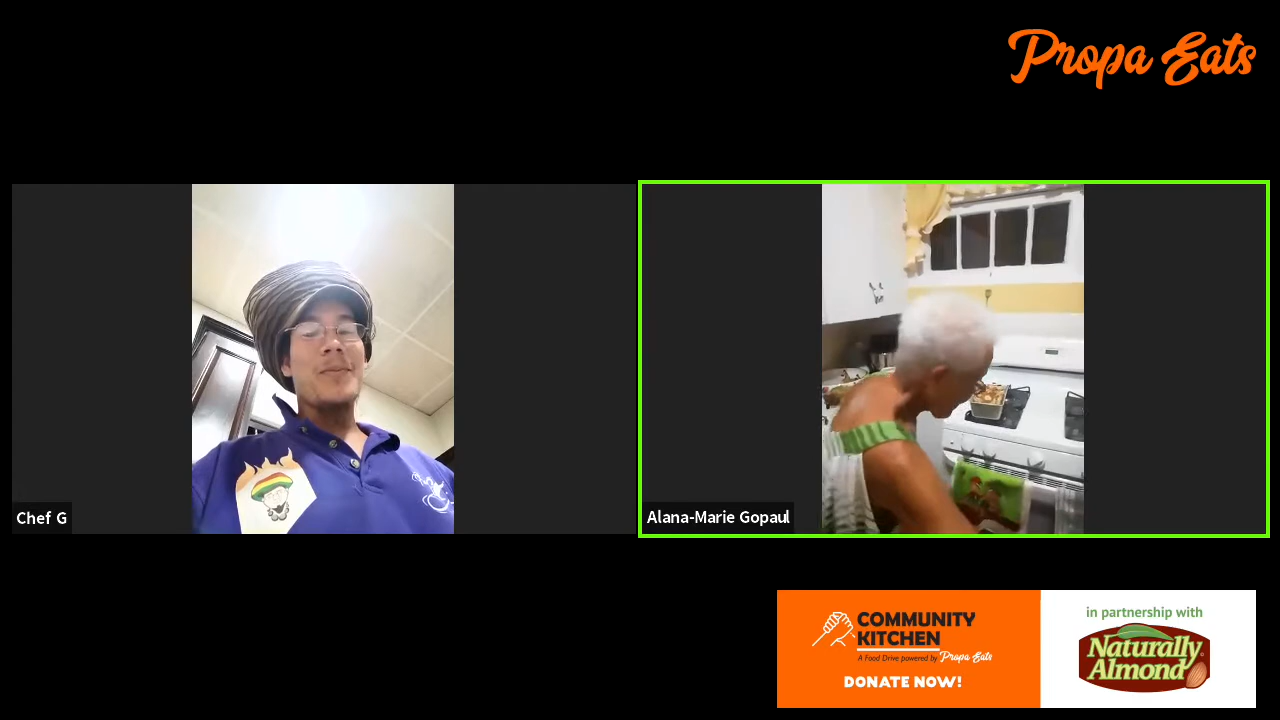 Propa Eats
Chef G
Alana-Marie Gopaul
COMMUNITY
KITCHEN
A Food Drive powered by Propa Eats
DONATE NOW!
in partnership with
Naturally
Almond